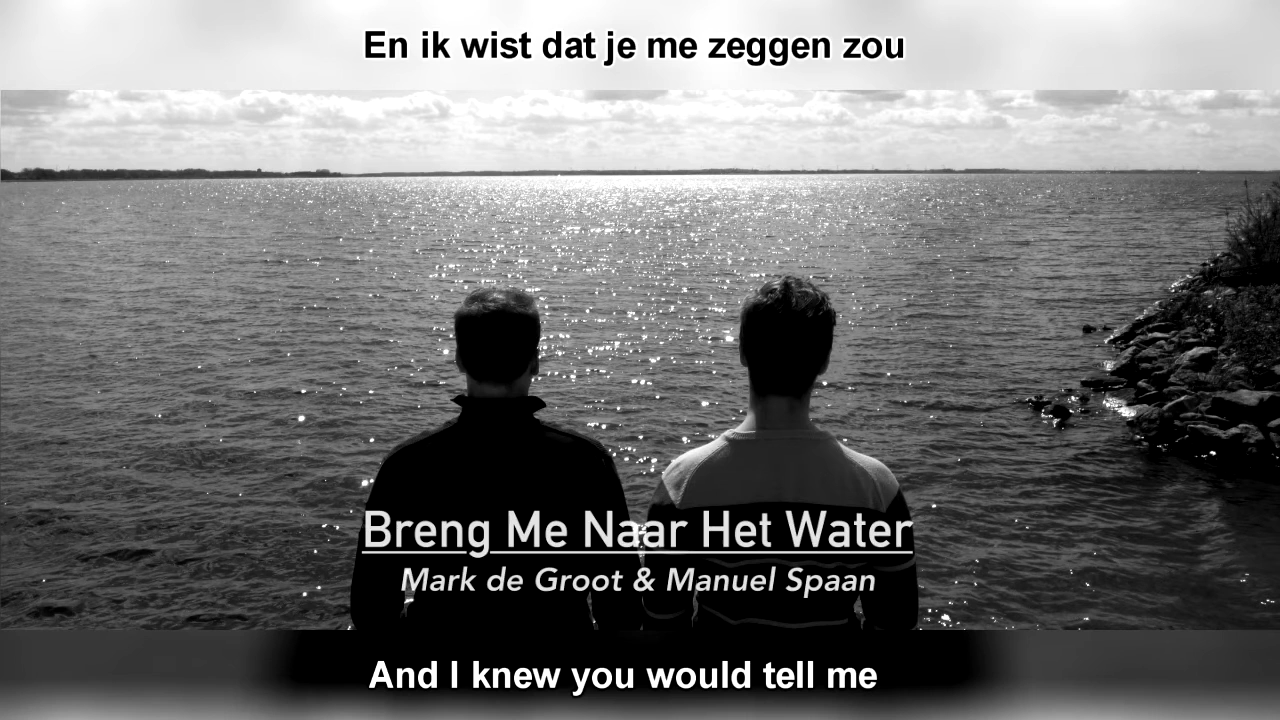 En ik wist dat je me zeggen zou
Breng Me Naar Het Water
Mark de Groot & Manuel Spaan
And I knew you would tell me